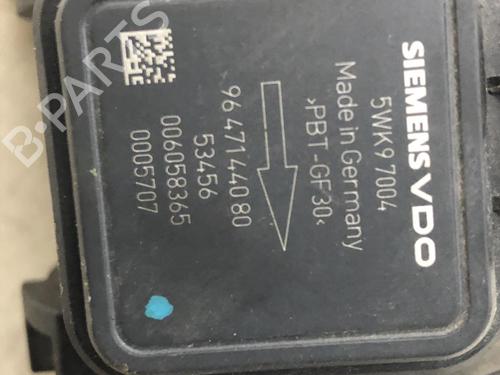 SIEMENS VDO
5WK9 7004
Made in Germany
>PBT-GF30<
96 471 440 80
53456
006058365
0005707
B-PARTS